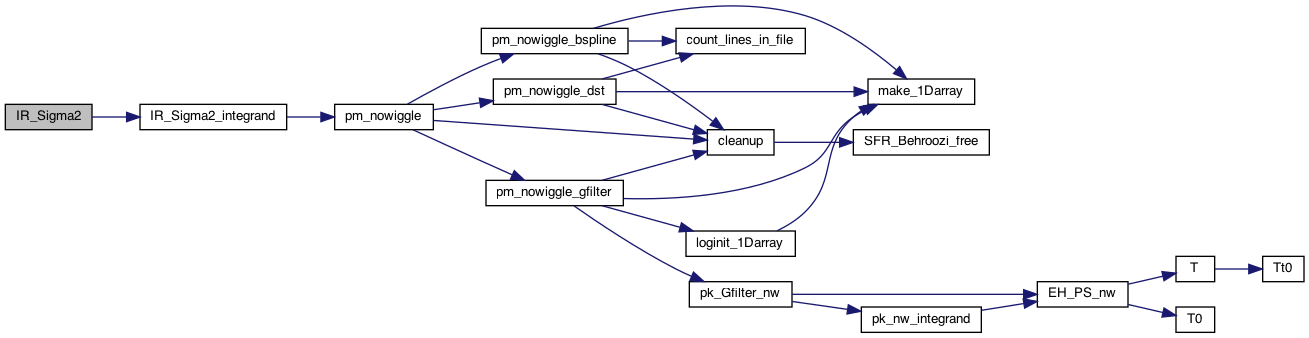 IR_Sigma2
IR_Sigma2_integrand
pm_nowiggle
pm_nowiggle_bspline
pm_nowiggle_dst
pm_nowiggle_gfilter
count_lines_in_file
cleanup
loginit_1Darray
pk_Gfilter_nw
make_1Darray
SFR_Behroozi_free
pk_nw_integrand
EH_PS_nw
T
T0
Tt0